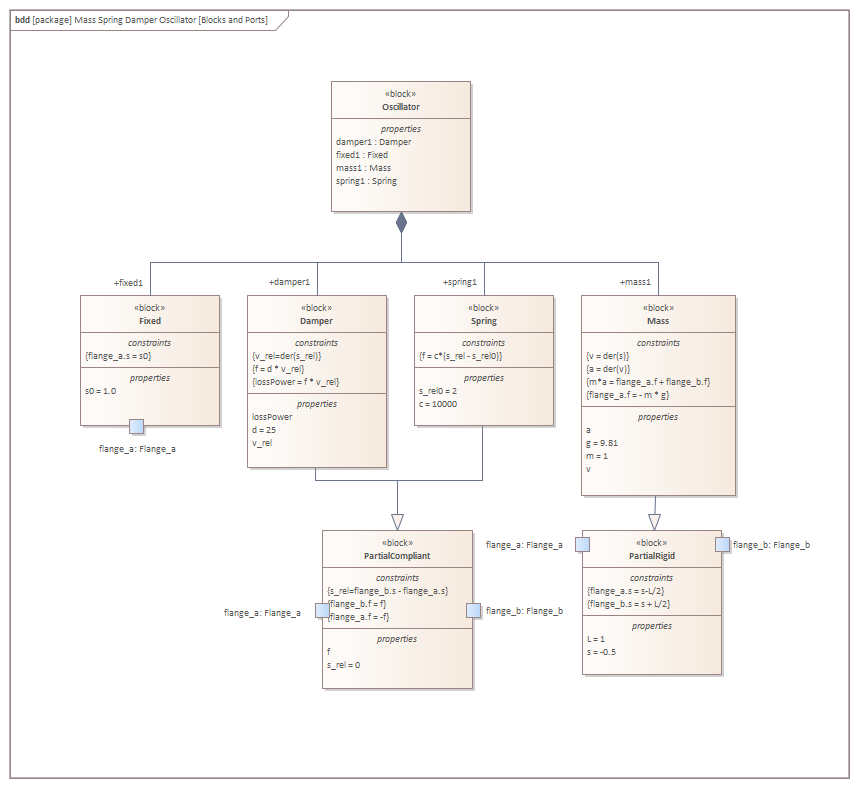 bdd [package] Mass Spring Damper Oscillator [Blocks and Ports]
«block»
Oscillator
properties
damper1 : Damper
fixed1 : Fixed
mass1 : Mass
spring1 : Spring
+fixed1
+damper1
+spring1
+mass1
«block»
Fixed
constraints
{flange_a.s = s0}
properties
s0 = 1.0
flange_a: Flange_a
«block»
Damper
constraints
{v_rel=der(s_rel)}
{f = d * v_rel}
{lossPower = f * v_rel}
properties
lossPower
d = 25
v_rel
«block»
Spring
constraints
{f = c*(s_rel - s_rel0)}
properties
s_rel0 = 2
c = 10000
«block»
Mass
constraints
{v = der(s)}
{a = der(v)}
{m*a = flange_a.f + flange_b.f}
{flange_a.f = - m * g}
properties
a
g = 9.81
m = 1
v
«block»
PartialCompliant
constraints
{s_rel=flange_b.s - flange_a.s}
{flange_b.f = f}
{flange_a.f = -f}
properties
f
s_rel = 0
flange_a: Flange_a
flange_b: Flange_b
«block»
PartialRigid
constraints
{flange_a.s = s-L/2}
{flange_b.s = s + L/2}
properties
L = 1
s = -0.5
flange_a: Flange_a
flange_b: Flange_b